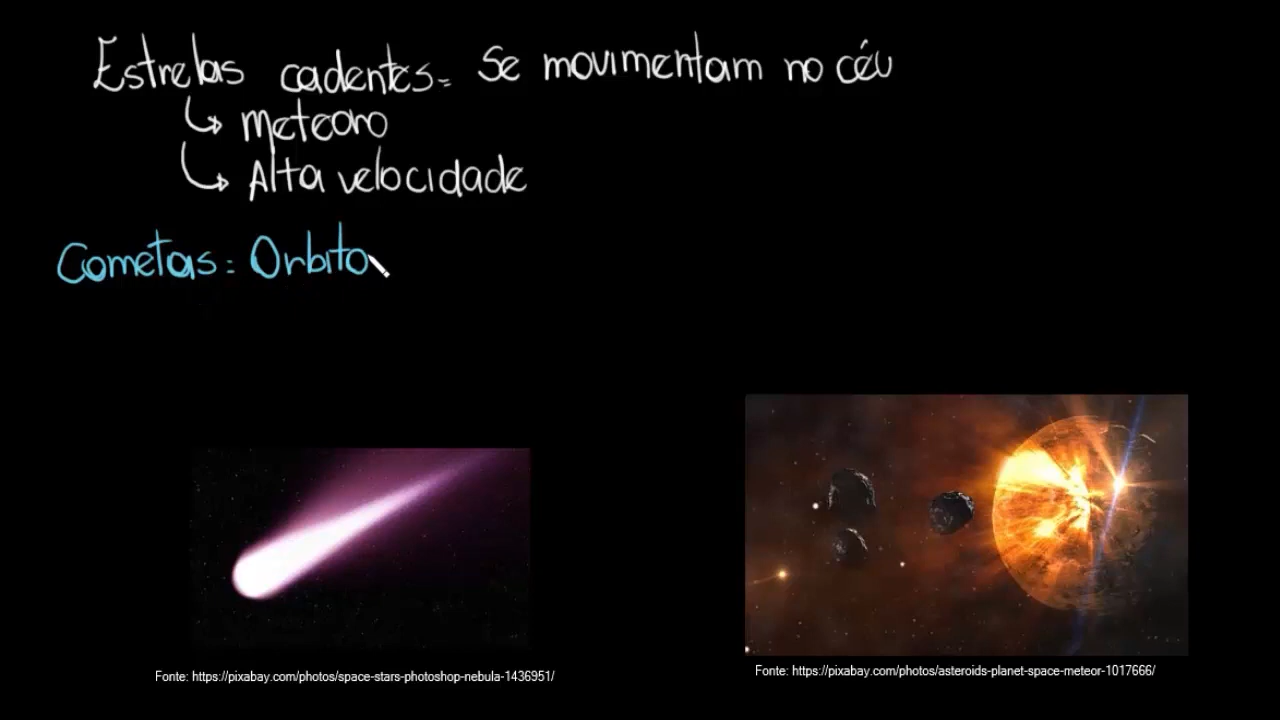 Estrelas cadentes = Se movimentam no céu
↳ meteoro
↳ Alta velocidade
Cometas: Orbita
Fonte: https://pixabay.com/photos/space-stars-photoshop-nebula-1436951/
Fonte: https://pixabay.com/photos/asteroids-planet-space-meteor-1017666/